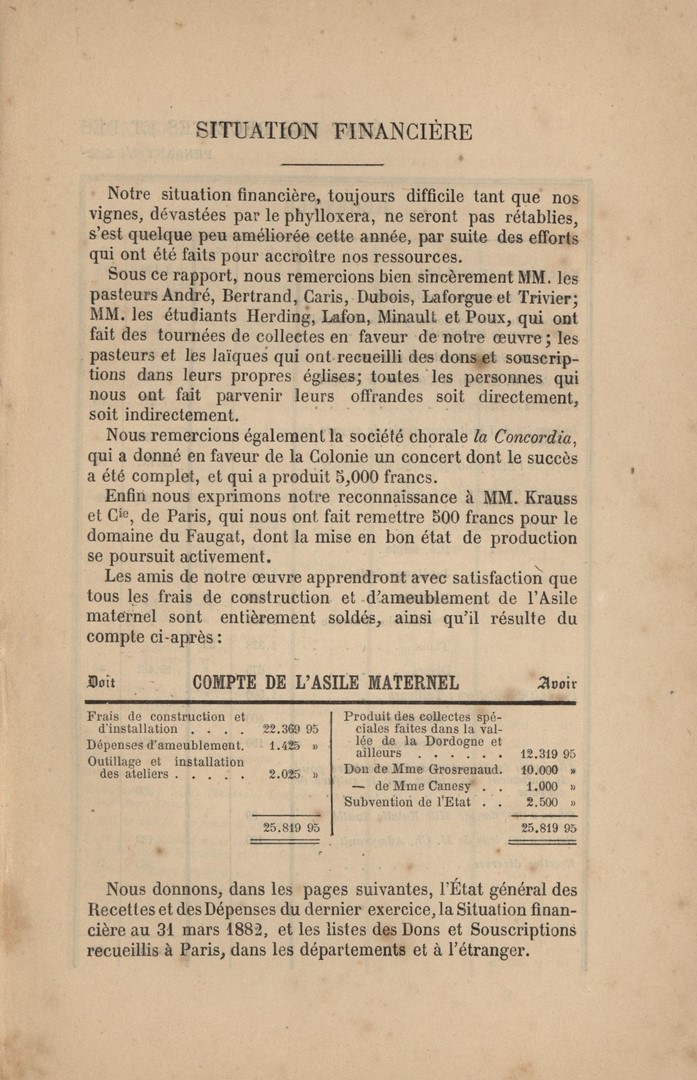 SITUATION FINANCIÈRE
Notre situation financière, toujours difficile tant que nos
vignes, dévastées par le phylloxera, ne seront pas rétablies,
s'est quelque peu améliorée cette année, par suite des efforts
qui ont été faits pour accroître nos ressources.
Sous ce rapport, nous remercions bien sincèrement MM. les
pasteurs André, Bertrand, Caris, Dubois, Laforgue et Trivier;
MM. les étudiants Herding, Lafon, Minault et Poux, qui ont
fait des tournées de collectes en faveur de notre œuvre; les
pasteurs et les laïques qui ont recueilli des dons et souscrip-
tions dans leurs propres églises; toutes les personnes qui
nous ont fait parvenir leurs offrandes soit directement,
soit indirectement.
Nous remercions également la société chorale la Concordia,
qui a donné en faveur de la Colonie un concert dont le succès
a été complet, et qui a produit 5,000 francs.
Enfin nous exprimons notre reconnaissance à MM. Krauss
et Cie, de Paris, qui nous ont fait remettre 500 francs pour le
domaine du Faugat, dont la mise en bon état de production
se poursuit activement.
Les amis de notre œuvre apprendront avec satisfaction que
tous les frais de construction et d'ameublement de l'Asile
maternel sont entièrement soldés, ainsi qu'il résulte du
compte ci-après :
Doit COMPTE DE L'ASILE MATERNEL Avoir
Frais de construction et
d'installation . . . . 22.369 95
Dépenses d'ameublement. 1.425 »
Outillage et installation
des ateliers . . . . . 2.025 »
25.819 95
Produit des collectes spé-
ciales faites dans la val-
lée de la Dordogne et
ailleurs . . . . . . 12.319 95
Don de Mme Grosrenaud. 10.000 »
— de Mme Canesy . . 1.000 »
Subvention de l'Etat . . 2.500 »
25.819 95
Nous donnons, dans les pages suivantes, l'État général des
Recettes et des Dépenses du dernier exercice, la Situation finan-
cière au 31 mars 1882, et les listes des Dons et Souscriptions
recueillis à Paris, dans les départements et à l'étranger.